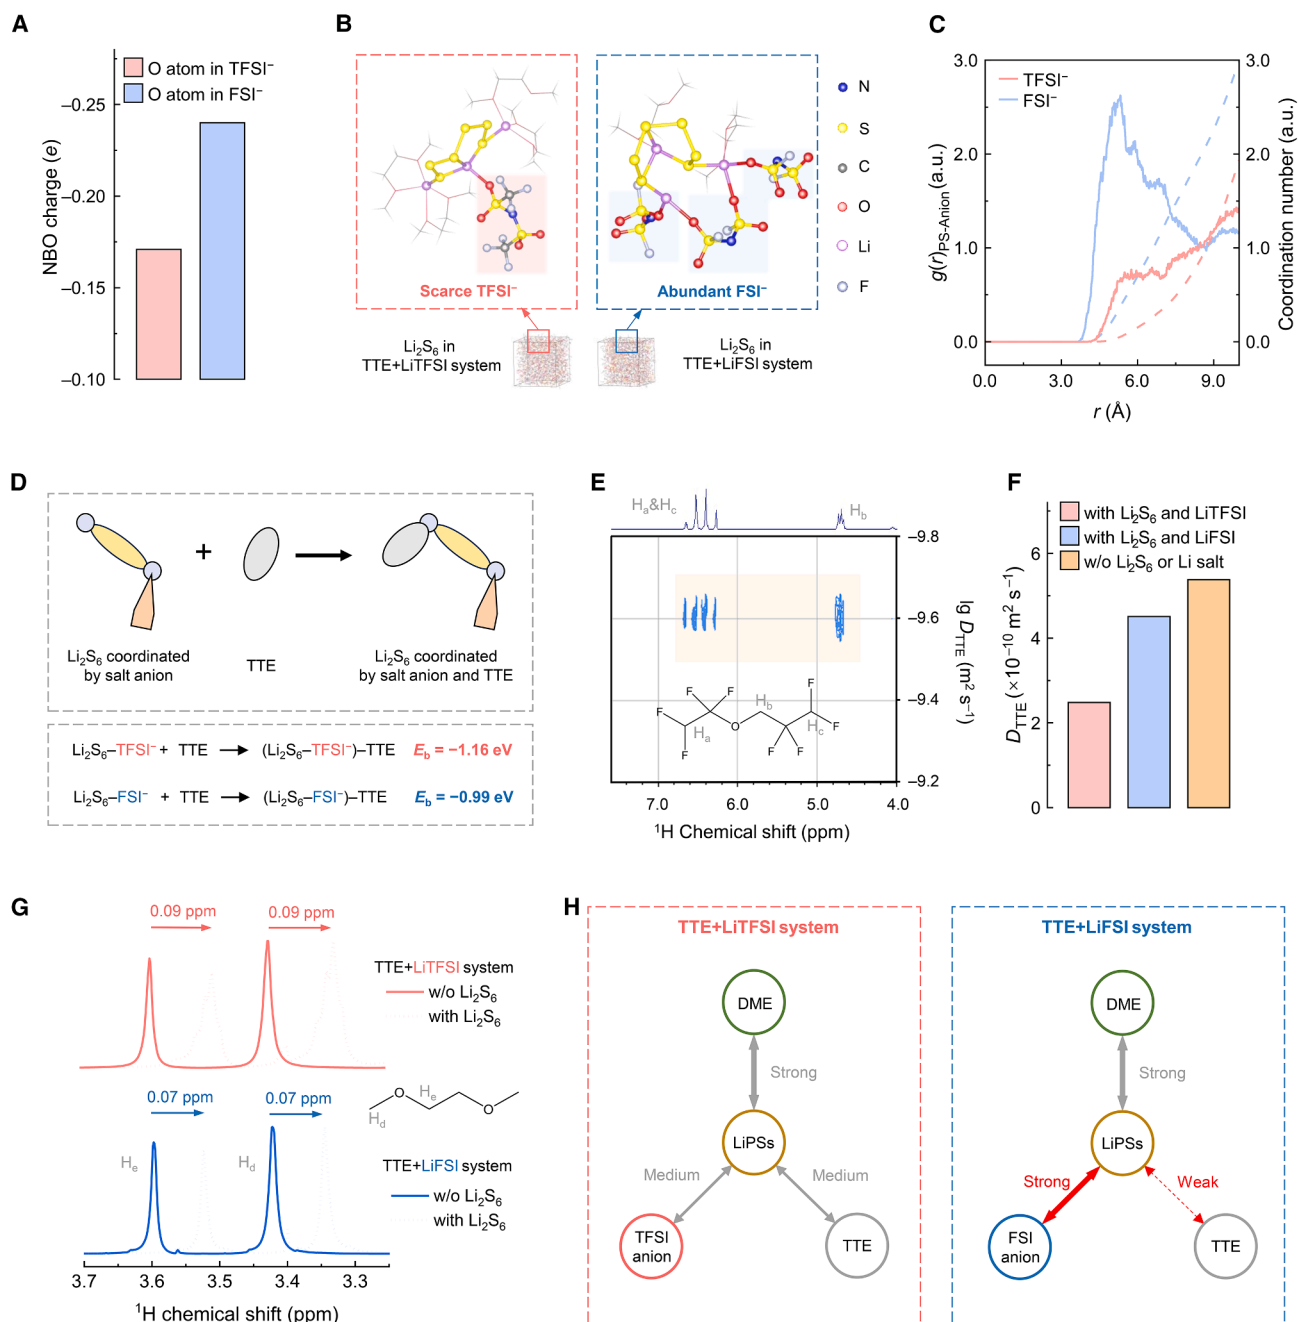 A
O atom in TFSI⁻
O atom in FSI⁻
−0.25
−0.20
−0.15
−0.10
NBO charge (e)
B
N
S
C
O
Li
F
Scarce TFSI⁻
Abundant FSI⁻
Li₂S₆ in
TTE+LiTFSI system
Li₂S₆ in
TTE+LiFSI system
C
TFSI⁻
FSI⁻
3.0
2.0
1.0
0.0
3.0
2.0
1.0
0.0
g(r)PS-Anion (a.u.)
Coordination number (a.u.)
0.0 3.0 6.0 9.0
r (Å)
D
+
Li₂S₆ coordinated
by salt anion
TTE
Li₂S₆ coordinated
by salt anion and TTE
Li₂S₆–TFSI⁻ + TTE (Li₂S₆–TFSI⁻)–TTE Eb = −1.16 eV
Li₂S₆–FSI⁻ + TTE (Li₂S₆–FSI⁻)–TTE Eb = −0.99 eV
E
Ha&Hc
Hb
−9.8
−9.6
−9.4
−9.2
lg DTTE (m² s⁻¹)
F F F Hb F
F Ha O Hc F
F F F
7.0 6.0 5.0 4.0
¹H Chemical shift (ppm)
F
with Li₂S₆ and LiTFSI
with Li₂S₆ and LiFSI
w/o Li₂S₆ or Li salt
6
4
2
0
DTTE (×10⁻¹⁰ m² s⁻¹)
G
0.09 ppm 0.09 ppm
TTE+LiTFSI system
w/o Li₂S₆
with Li₂S₆
0.07 ppm 0.07 ppm
O He
Hd O
TTE+LiFSI system
w/o Li₂S₆
with Li₂S₆
He Hd
3.7 3.6 3.5 3.4 3.3
¹H chemical shift (ppm)
H
TTE+LiTFSI system
DME
Strong
LiPSs
Medium Medium
TFSI
anion
TTE
TTE+LiFSI system
DME
Strong
LiPSs
Strong Weak
FSI
anion
TTE